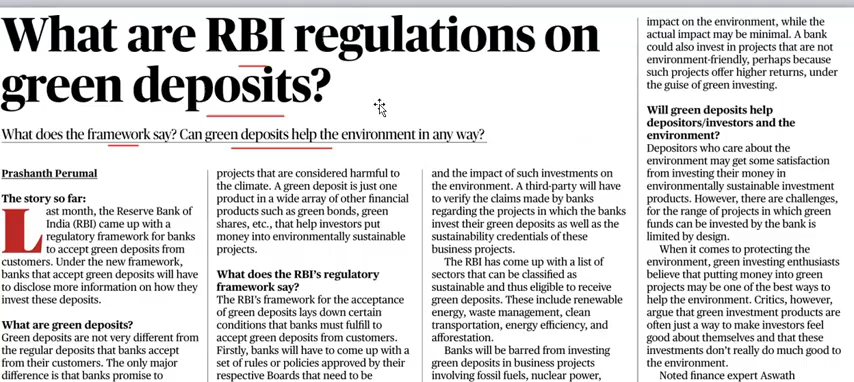 What are RBI regulations on
green deposits?
What does the framework say? Can green deposits help the environment in any way?
Prashanth Perumal
The story so far:
Last month, the Reserve Bank of
India (RBI) came up with a
regulatory framework for banks
to accept green deposits from
customers. Under the new framework,
banks that accept green deposits will have
to disclose more information on how they
invest these deposits.
What are green deposits?
Green deposits are not very different from
the regular deposits that banks accept
from their customers. The only major
difference is that banks promise to
projects that are considered harmful to
the climate. A green deposit is just one
product in a wide array of other financial
products such as green bonds, green
shares, etc., that help investors put
money into environmentally sustainable
projects.
What does the RBI's regulatory
framework say?
The RBI's framework for the acceptance
of green deposits lays down certain
conditions that banks must fulfill to
accept green deposits from customers.
Firstly, banks will have to come up with a
set of rules or policies approved by their
respective Boards that need to be
and the impact of such investments on
the environment. A third-party will have
to verify the claims made by banks
regarding the projects in which the banks
invest their green deposits as well as the
sustainability credentials of these
business projects.
The RBI has come up with a list of
sectors that can be classified as
sustainable and thus eligible to receive
green deposits. These include renewable
energy, waste management, clean
transportation, energy efficiency, and
afforestation.
Banks will be barred from investing
green deposits in business projects
involving fossil fuels, nuclear power,
impact on the environment, while the
actual impact may be minimal. A bank
could also invest in projects that are not
environment-friendly, perhaps because
such projects offer higher returns, under
the guise of green investing.
Will green deposits help
depositors/investors and the
environment?
Depositors who care about the
environment may get some satisfaction
from investing their money in
environmentally sustainable investment
products. However, there are challenges,
for the range of projects in which green
funds can be invested by the bank is
limited by design.
When it comes to protecting the
environment, green investing enthusiasts
believe that putting money into green
projects may be one of the best ways to
help the environment. Critics, however,
argue that green investment products are
often just a way to make investors feel
good about themselves and that these
investments don't really do much good to
the environment.
Noted finance expert Aswath